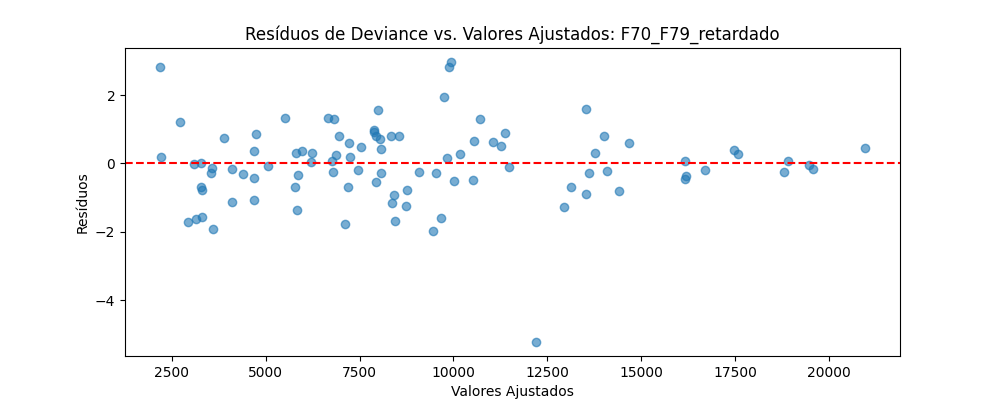 Resíduos de Deviance vs. Valores Ajustados: F70_F79_retardado
Resíduos
2
0
−2
−4
2500 5000 7500 10000 12500 15000 17500 20000
Valores Ajustados